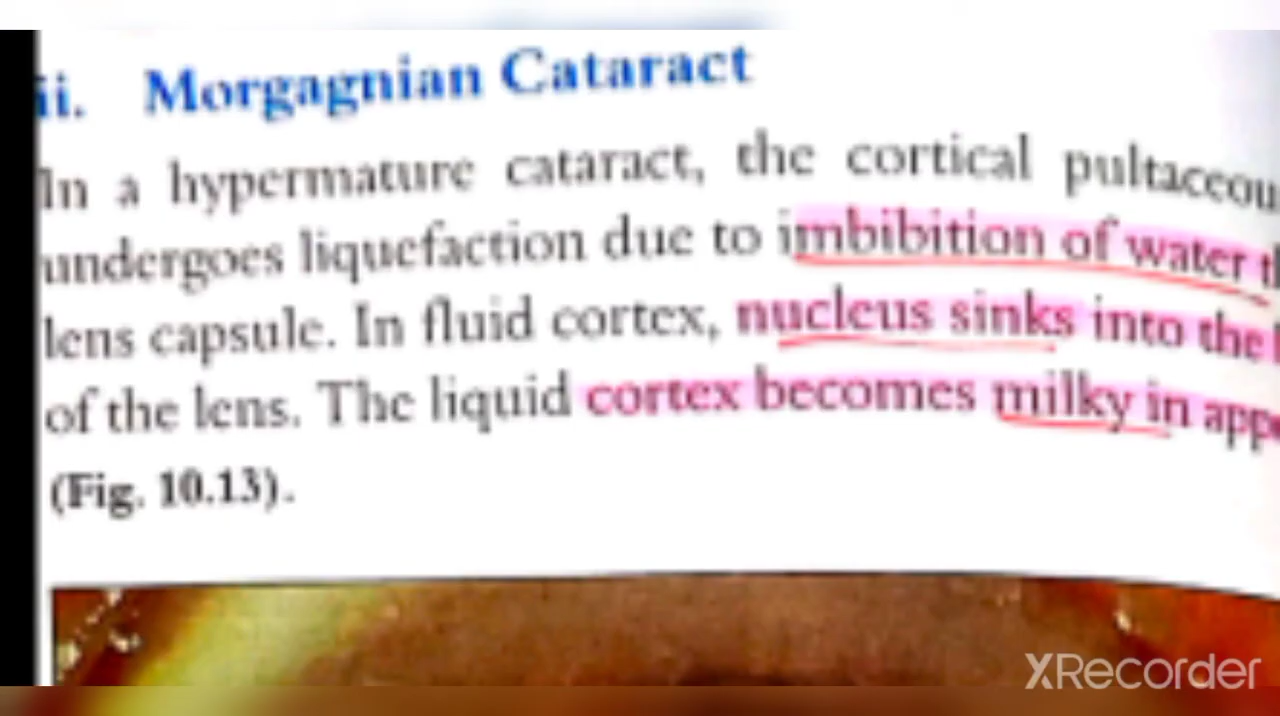 ii. Morgagnian Cataract
In a hypermature cataract, the cortical pultaceou
undergoes liquefaction due to imbibition of water t
lens capsule. In fluid cortex, nucleus sinks into the
of the lens. The liquid cortex becomes milky in appe
(Fig. 10.13).
XRecorder